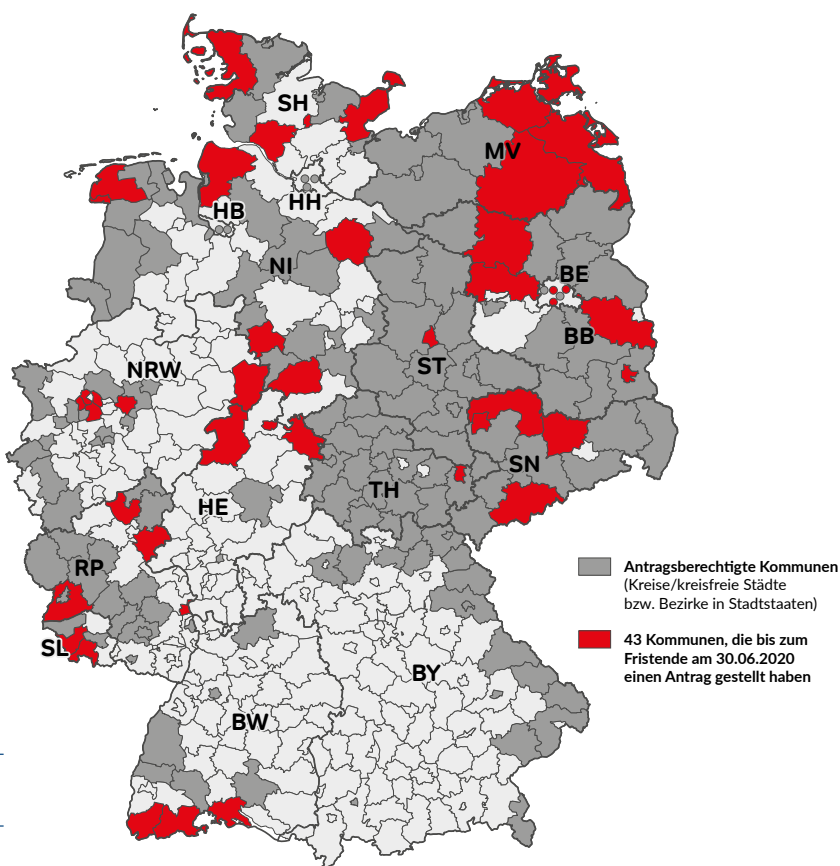 SH
MV
HH
HB
BE
NI
BB
NRW
ST
SN
TH
HE
RP
SL
BY
BW
Antragsberechtigte Kommunen
(Kreise/kreisfreie Städte
bzw. Bezirke in Stadtstaaten)
43 Kommunen, die bis zum
Fristende am 30.06.2020
einen Antrag gestellt haben